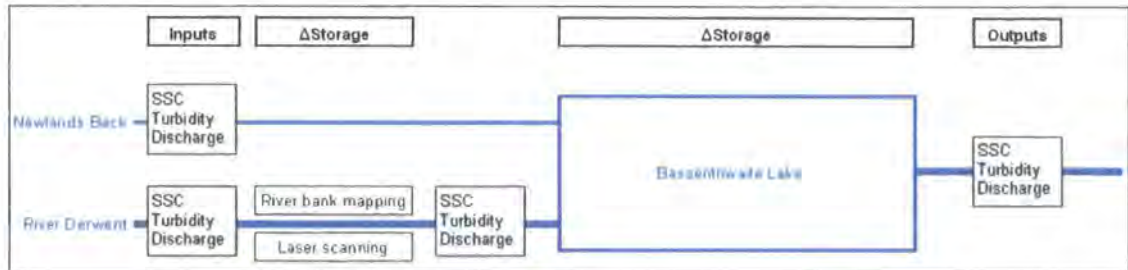 Inputs
ΔStorage
ΔStorage
Outputs
Newlands Back
SSC
Turbidity
Discharge
Bassenthwaite Lake
SSC
Turbidity
Discharge
River Derwent
SSC
Turbidity
Discharge
River bank mapping
Laser scanning
SSC
Turbidity
Discharge